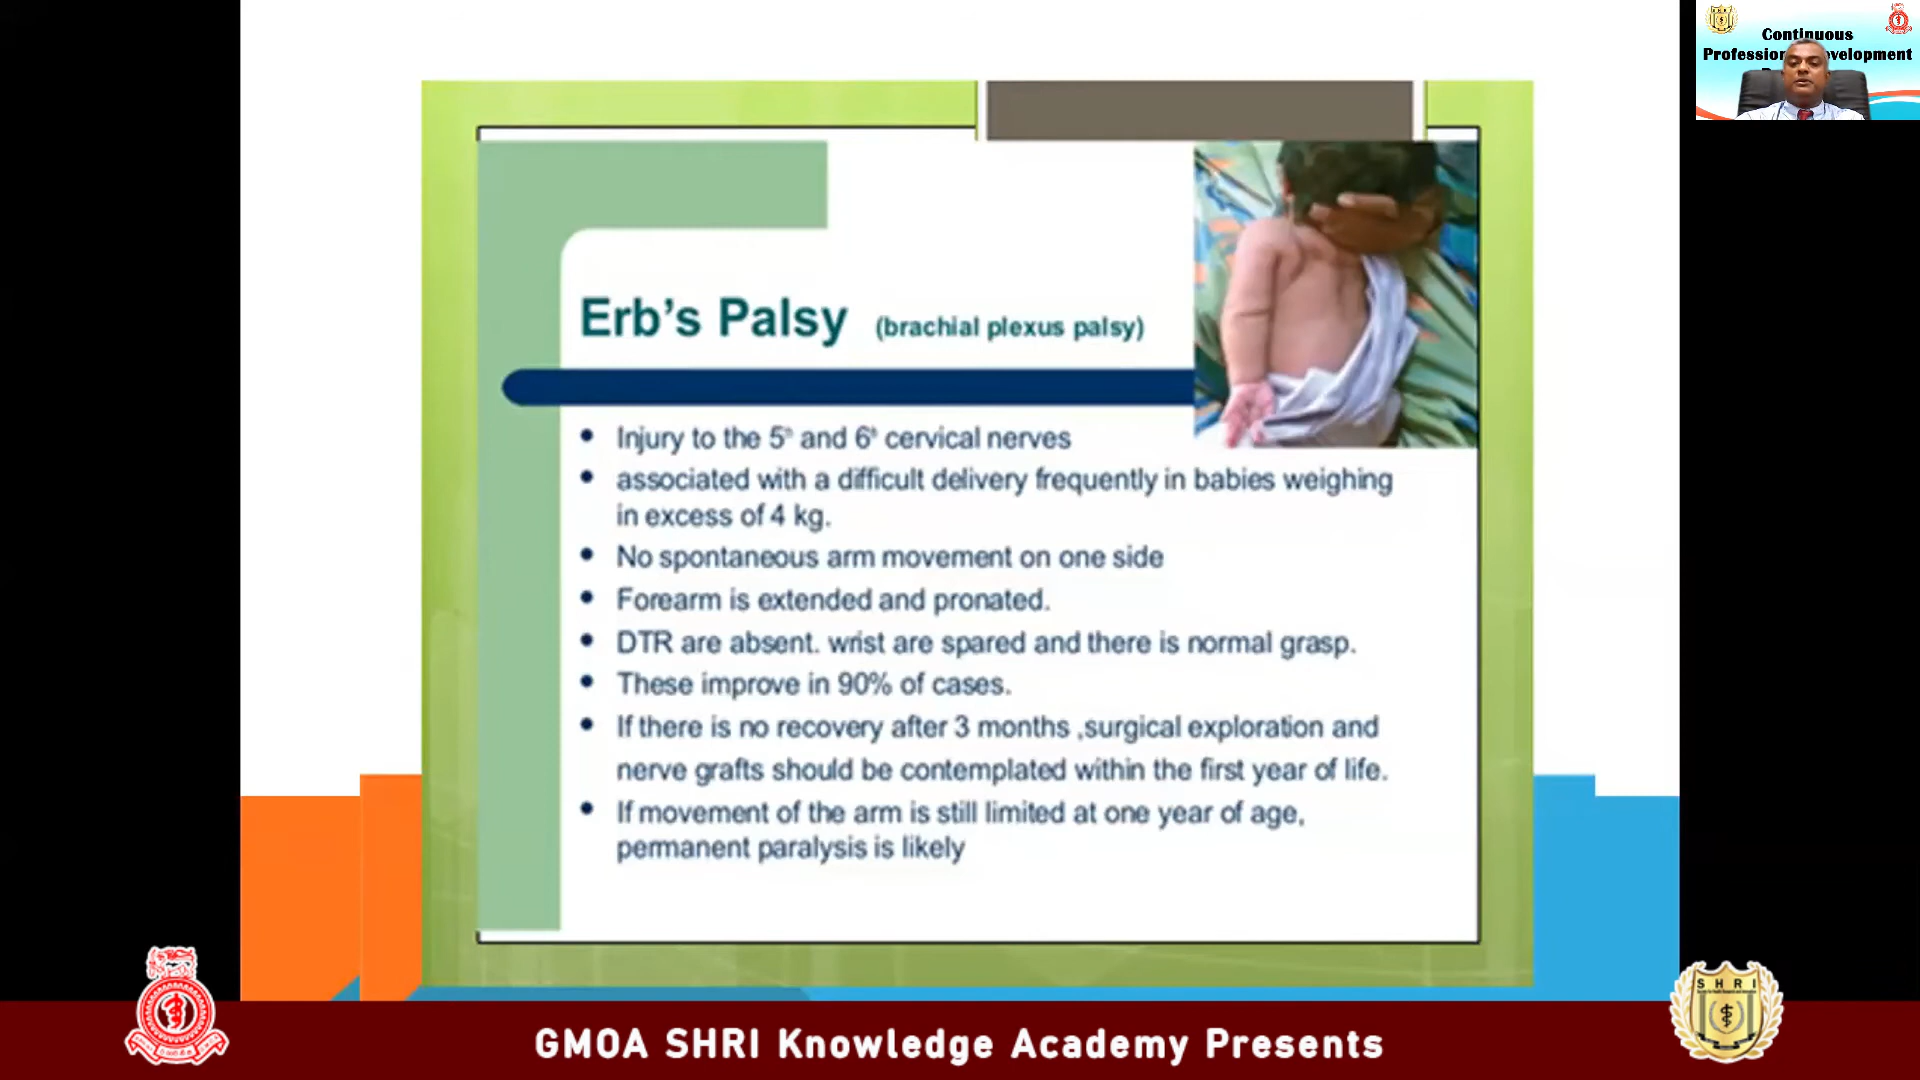 Continuous
Professional Development
Erb's Palsy (brachial plexus palsy)
• Injury to the 5th and 6th cervical nerves
• associated with a difficult delivery frequently in babies weighing
in excess of 4 kg.
• No spontaneous arm movement on one side
• Forearm is extended and pronated.
• DTR are absent. wrist are spared and there is normal grasp.
• These improve in 90% of cases.
• If there is no recovery after 3 months ,surgical exploration and
nerve grafts should be contemplated within the first year of life.
• If movement of the arm is still limited at one year of age,
permanent paralysis is likely
SHRI
GMOA SHRI Knowledge Academy Presents